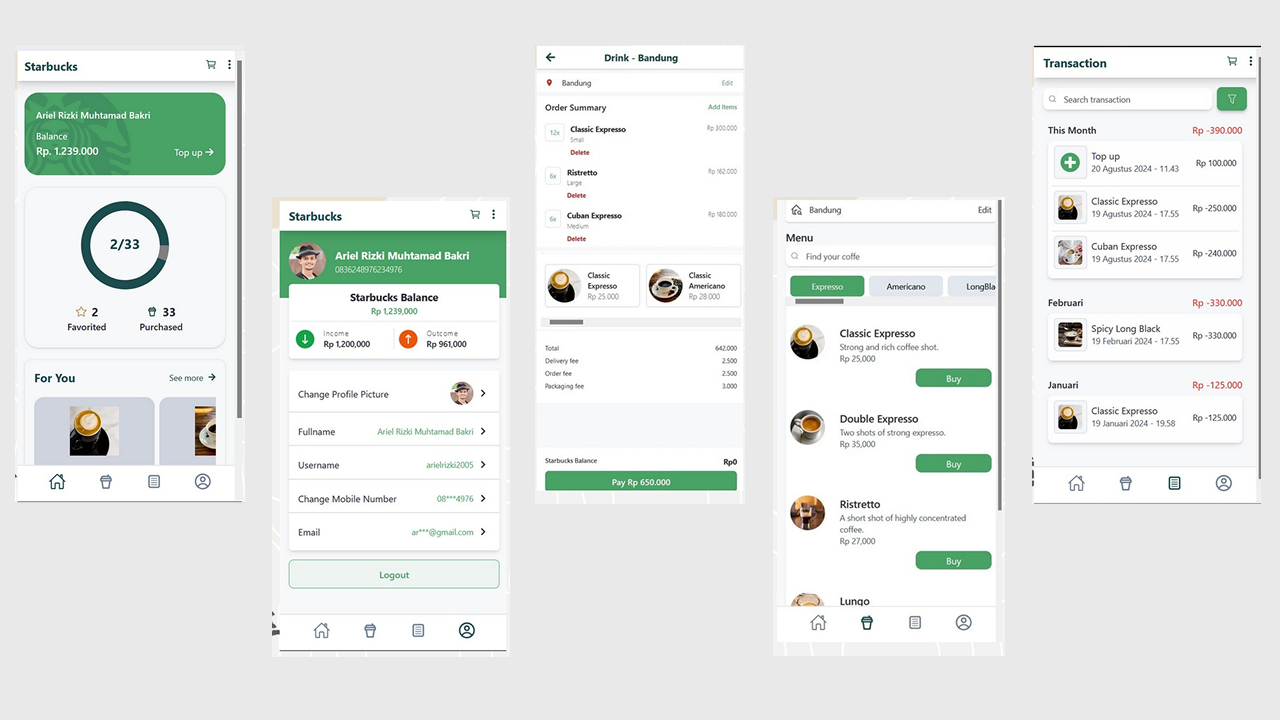 Starbucks
Ariel Rizki Muhtamad Bakri
Balance
Rp. 1.239.000
Top up →
2/33
2
Favorited
33
Purchased
For You
See more →
Starbucks
Ariel Rizki Muhtamad Bakri
0836248976234976
Starbucks Balance
Rp 1,239,000
Income
Rp 1,200,000
Outcome
Rp 961,000
Change Profile Picture
Fullname
Ariel Rizki Muhtamad Bakri
Username
arielrizki2005
Change Mobile Number
08***4976
Email
ar***@gmail.com
Logout
Drink - Bandung
Bandung
Edit
Order Summary
Add Items
12x
Classic Expresso
Rp 300.000
Small
Delete
6x
Ristretto
Rp 162.000
Large
Delete
6x
Cuban Expresso
Rp 180.000
Medium
Delete
Classic
Expresso
Rp 25.000
Classic
Americano
Rp 28.000
Total
642.000
Delivery fee
2.500
Order fee
2.500
Packaging fee
3.000
Starbucks Balance
Rp0
Pay Rp 650.000
Bandung
Edit
Menu
Find your coffe
Expresso
Americano
LongBla
Classic Expresso
Strong and rich coffee shot.
Rp 25,000
Buy
Double Expresso
Two shots of strong expresso.
Rp 35,000
Buy
Ristretto
A short shot of highly concentrated
coffee.
Rp 27,000
Buy
Lungo
Transaction
Search transaction
This Month
Rp -390.000
Top up
20 Agustus 2024 - 11.43
Rp 100.000
Classic Expresso
19 Agustus 2024 - 17.55
Rp -250.000
Cuban Expresso
19 Agustus 2024 - 17.55
Rp -240.000
Februari
Rp -330.000
Spicy Long Black
19 Februari 2024 - 17.55
Rp -330.000
Januari
Rp -125.000
Classic Expresso
19 Januari 2024 - 19.58
Rp -125.000